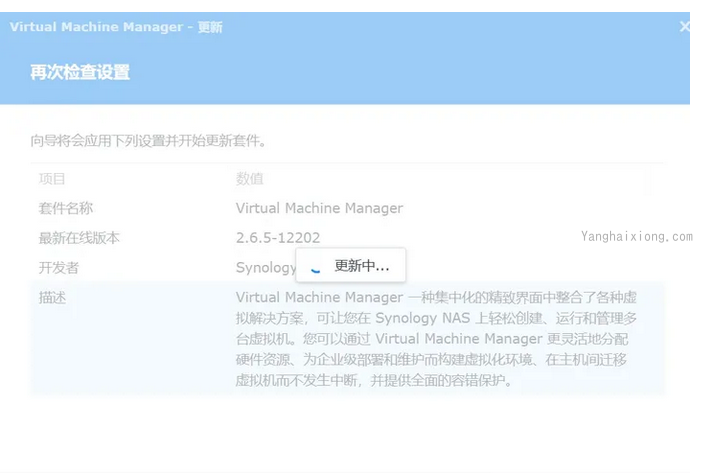 Virtual Machine Manager - 更新
再次检查设置
向导将会应用下列设置并开始更新套件。
项目 数值
套件名称 Virtual Machine Manager
最新在线版本 2.6.5-12202
Yanghaixiong.com
开发者 Synology
更新中...
描述 Virtual Machine Manager 一种集中化的精致界面中整合了各种虚
拟解决方案，可让您在 Synology NAS 上轻松创建、运行和管理多
台虚拟机。您可以通过 Virtual Machine Manager 更灵活地分配
硬件资源、为企业级部署和维护而构建虚拟化环境、在主机间迁移
虚拟机而不发生中断，并提供全面的容错保护。